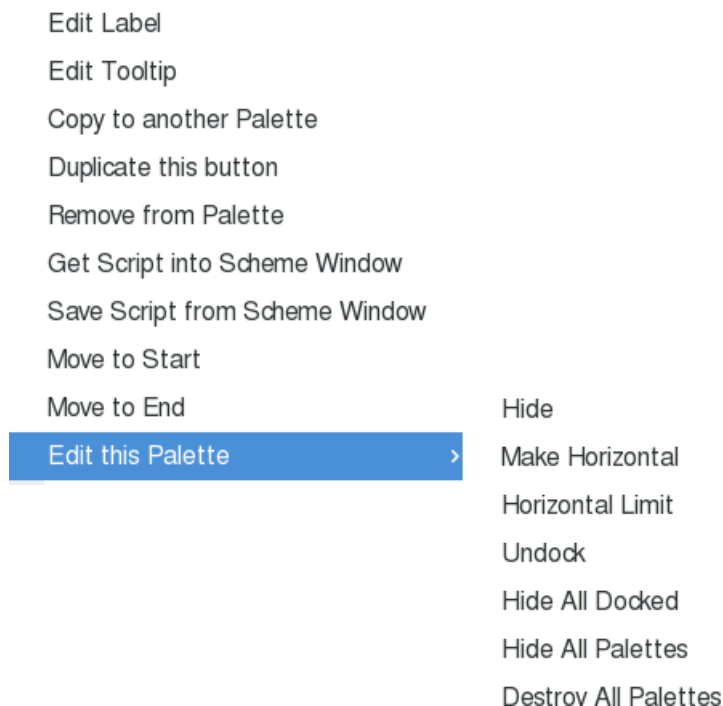 Edit Label
Edit Tooltip
Copy to another Palette
Duplicate this button
Remove from Palette
Get Script into Scheme Window
Save Script from Scheme Window
Move to Start
Move to End
Edit this Palette
Hide
Make Horizontal
Horizontal Limit
Undock
Hide All Docked
Hide All Palettes
Destroy All Palettes